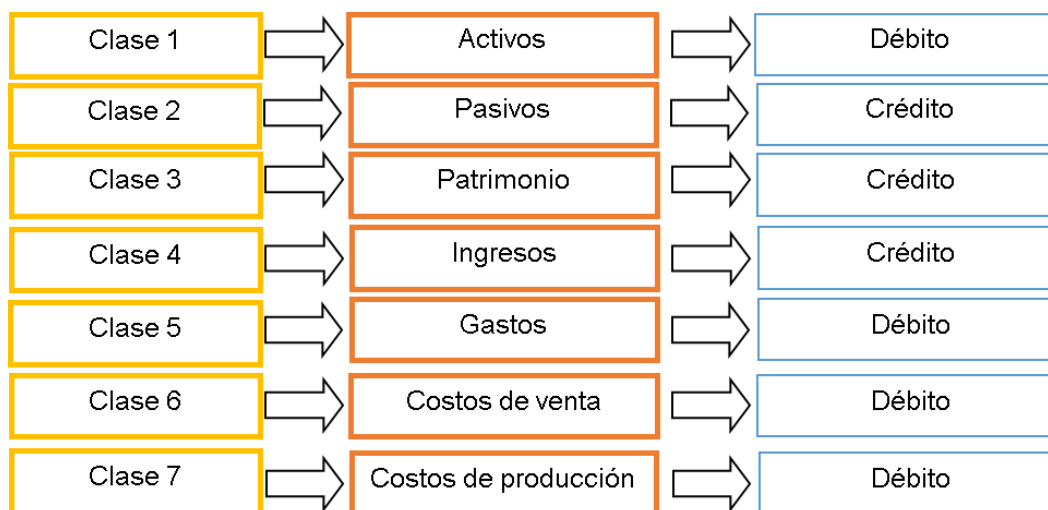 Clase 1 Activos Débito
Clase 2 Pasivos Crédito
Clase 3 Patrimonio Crédito
Clase 4 Ingresos Crédito
Clase 5 Gastos Débito
Clase 6 Costos de venta Débito
Clase 7 Costos de producción Débito